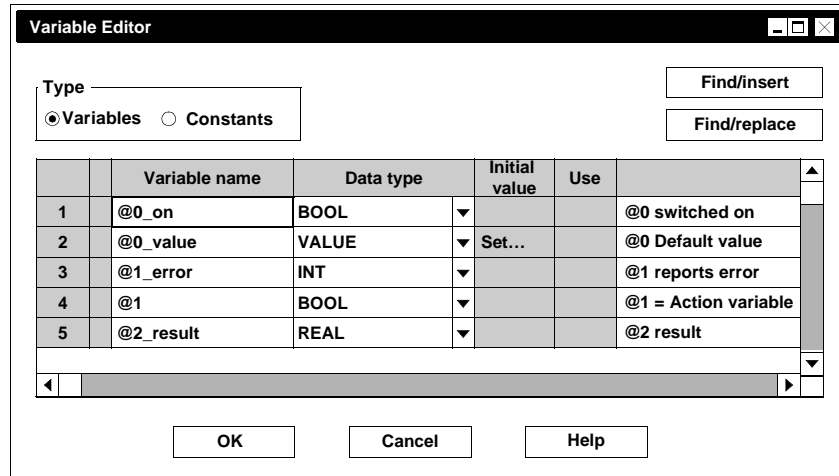 Variable Editor
Type
Variables Constants
Find/insert
Find/replace
Variable name Data type Initial value Use
1 @0_on BOOL @0 switched on
2 @0_value VALUE Set... @0 Default value
3 @1_error INT @1 reports error
4 @1 BOOL @1 = Action variable
5 @2_result REAL @2 result
OK Cancel Help